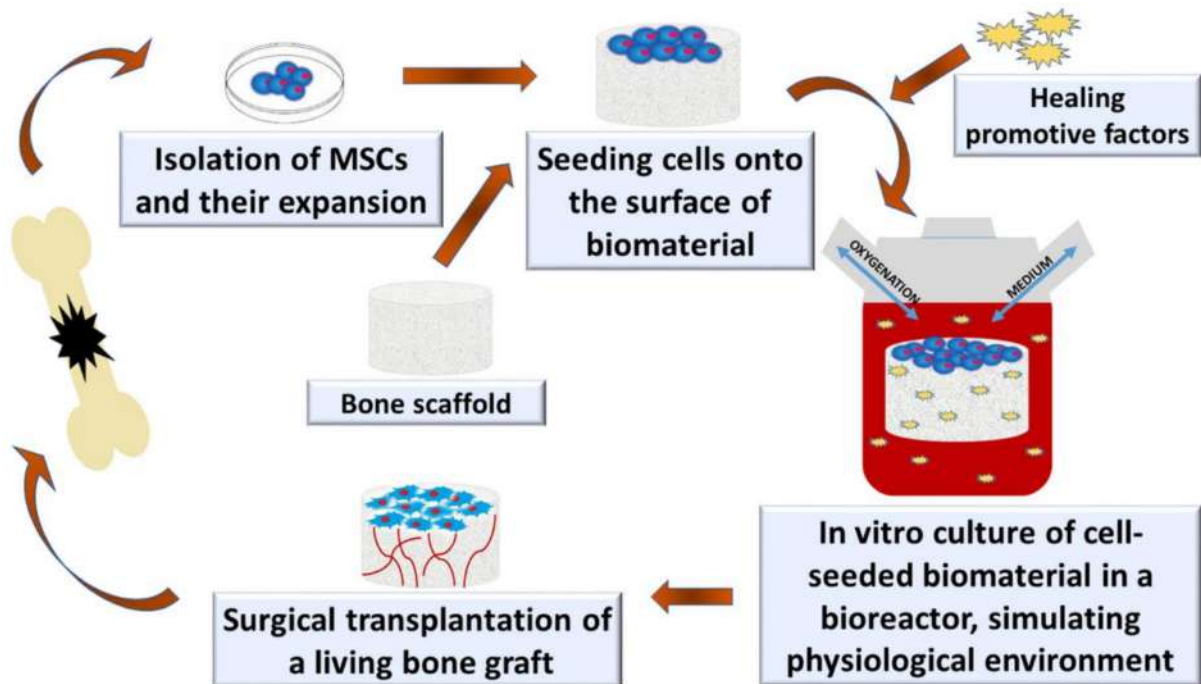 Isolation of MSCs
and their expansion
Seeding cells onto
the surface of
biomaterial
Healing
promotive factors
Bone scaffold
OXYGENATION
MEDIUM
In vitro culture of cell-
seeded biomaterial in a
bioreactor, simulating
physiological environment
Surgical transplantation of
a living bone graft